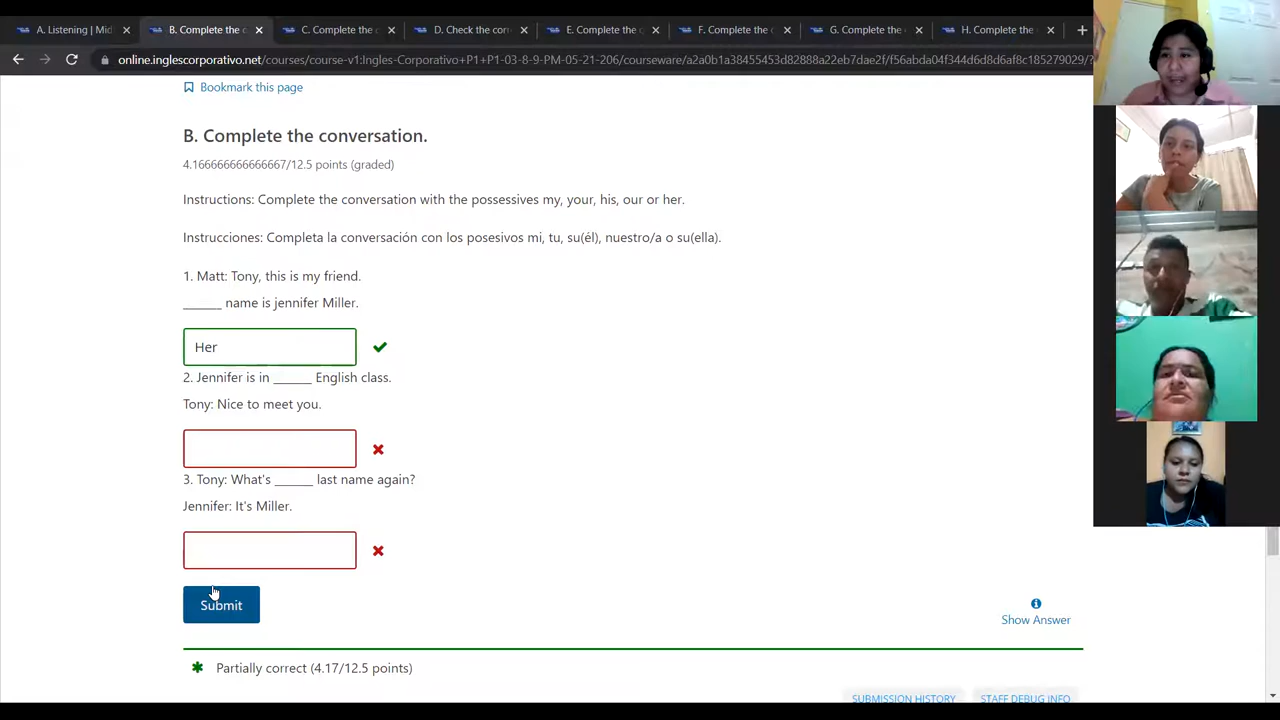 A. Listening | Mid
B. Complete the c
C. Complete the c
D. Check the cor
E. Complete the c
F. Complete the c
G. Complete the
H. Complete the
online.inglescorporativo.net/courses/course-v1:Ingles-Corporativo+P1+P1-03-8-9-PM-05-21-206/courseware/a2a0b1a38455453d82888a22eb7dae2f/f56abda04f344d6d8d6af8c185279029/?
Bookmark this page
B. Complete the conversation.
4.166666666666667/12.5 points (graded)
Instructions: Complete the conversation with the possessives my, your, his, our or her.
Instrucciones: Completa la conversación con los posesivos mi, tu, su(él), nuestro/a o su(ella).
1. Matt: Tony, this is my friend.
______ name is jennifer Miller.
Her
2. Jennifer is in ______ English class.
Tony: Nice to meet you.
3. Tony: What's ______ last name again?
Jennifer: It's Miller.
Submit
Show Answer
Partially correct (4.17/12.5 points)
SUBMISSION HISTORY
STAFF DEBUG INFO